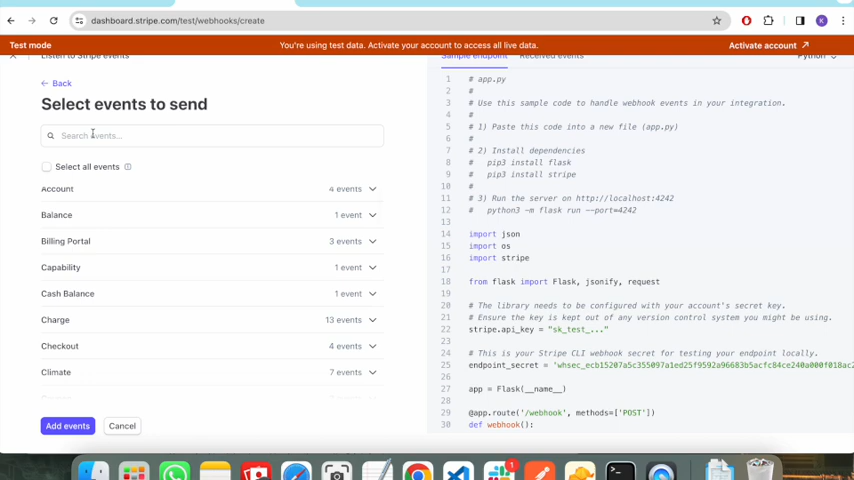 dashboard.stripe.com/test/webhooks/create
K
Test mode
You're using test data. Activate your account to access all live data.
Activate account
Listen to Stripe events
Back
Select events to send
Search events...
Select all events
Account 4 events
Balance 1 event
Billing Portal 3 events
Capability 1 event
Cash Balance 1 event
Charge 13 events
Checkout 4 events
Climate 7 events
Add events
Cancel
Sample endpoint Received events Python
1 # app.py
2 #
3 # Use this sample code to handle webhook events in your integration.
4 #
5 # 1) Paste this code into a new file (app.py)
6 #
7 # 2) Install dependencies
8 # pip3 install flask
9 # pip3 install stripe
10 #
11 # 3) Run the server on http://localhost:4242
12 # python3 -m flask run --port=4242
13
14 import json
15 import os
16 import stripe
17
18 from flask import Flask, jsonify, request
19
20 # The library needs to be configured with your account's secret key.
21 # Ensure the key is kept out of any version control system you might be using.
22 stripe.api_key = "sk_test_..."
23
24 # This is your Stripe CLI webhook secret for testing your endpoint locally.
25 endpoint_secret = 'whsec_ecb15207a5c355097a1ed25f9592a96683b5acfc84ce240a000f018ac2
26
27 app = Flask(__name__)
28
29 @app.route('/webhook', methods=['POST'])
30 def webhook():
1